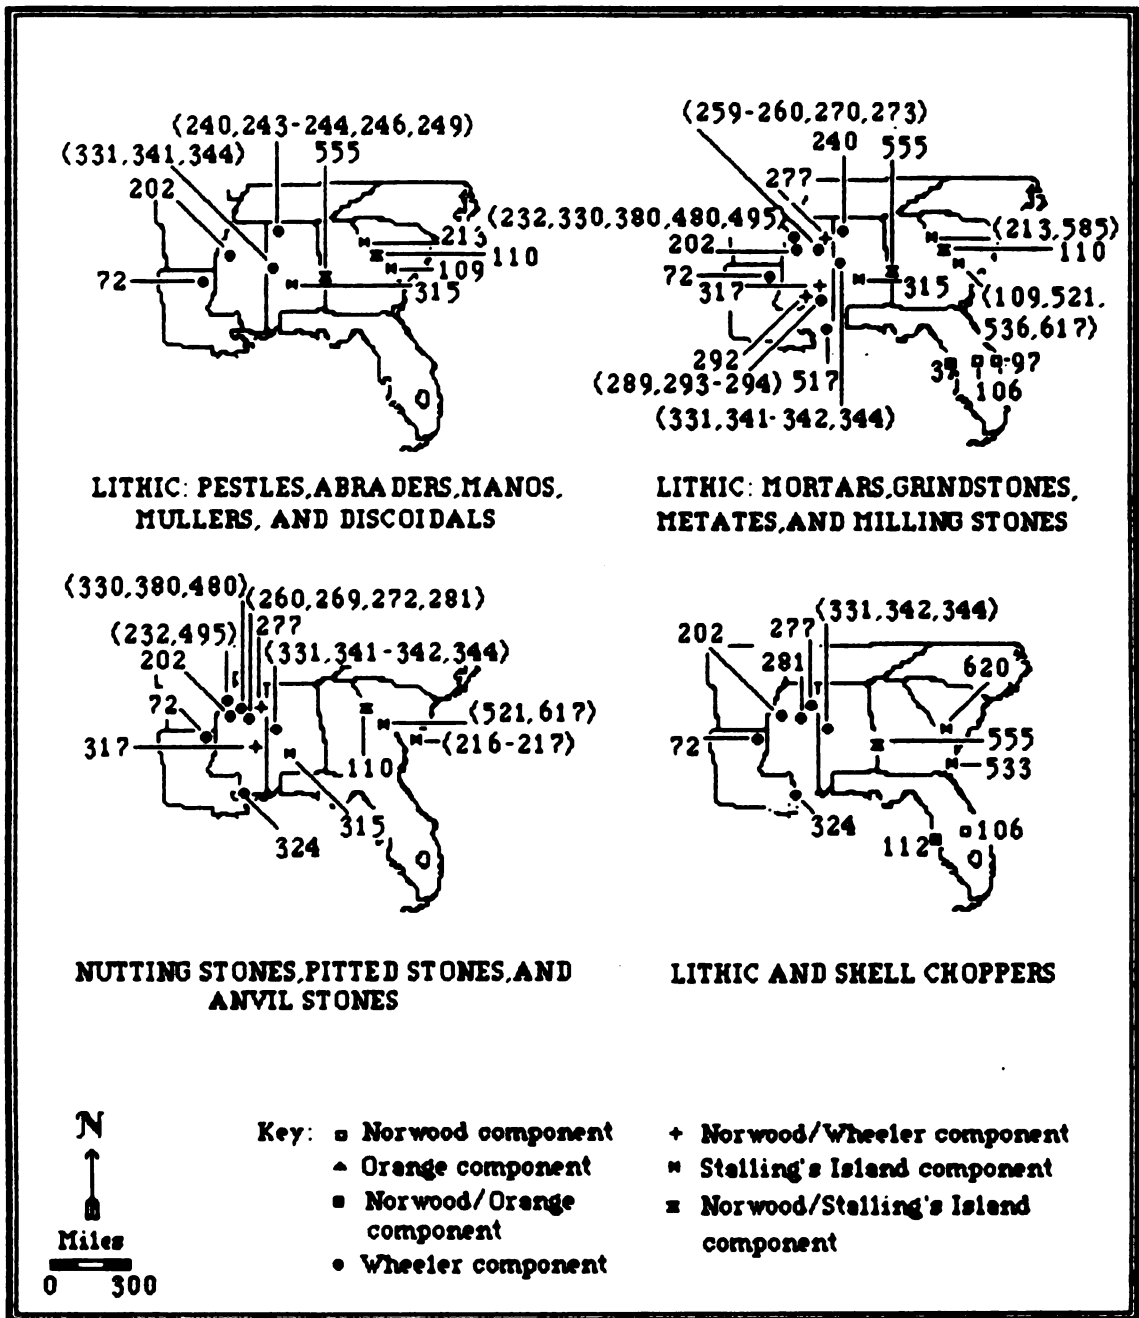 (240,243-244,246,249)
(331,341,344) 555
202
213
110
109
72
315
LITHIC: PESTLES,ABRADERS,MANOS,
MULLERS, AND DISCOIDALS
(259-260,270,273)
240 555
277
(232,330,380,480,495)
(213,585)
202
110
72
317
315
(109,521,
536,617)
292
(289,293-294) 517
37
97
106
(331,341-342,344)
LITHIC: MORTARS,GRINDSTONES,
METATES,AND MILLING STONES
(330,380,480) (260,269,272,281)
(232,495) 277
202 (331,341-342,344)
72
(521,617)
317
(216-217)
110
315
324
NUTTING STONES,PITTED STONES,AND
ANVIL STONES
(331,342,344)
202 277
281 620
72
555
533
324
112
106
LITHIC AND SHELL CHOPPERS
N
Miles
0 300
Key: Norwood component
Orange component
Norwood/Orange
component
Wheeler component
Norwood/Wheeler component
Stalling's Island component
Norwood/Stalling's Island
component